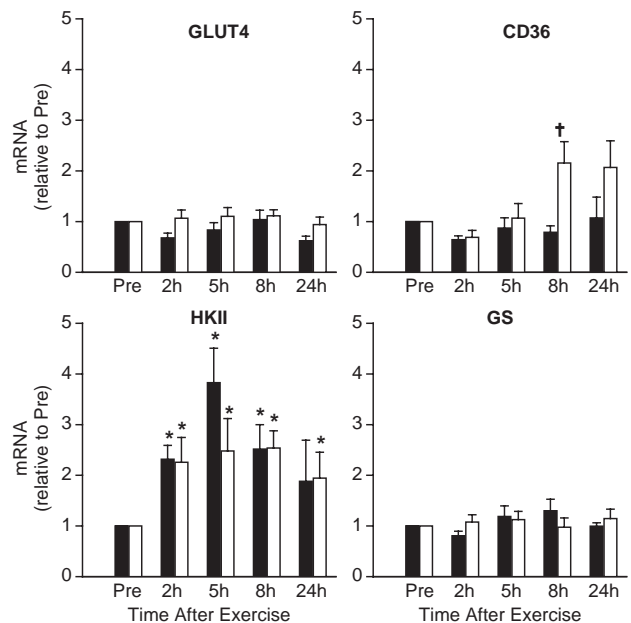 GLUT4
5
4
3
2
1
0
mRNA
(relative to Pre)
Pre 2h 5h 8h 24h
CD36
5
4
3
2
1
0
†
Pre 2h 5h 8h 24h
HKII
5
4
3
2
1
0
mRNA
(relative to Pre)
* * * * * * *
Pre 2h 5h 8h 24h
Time After Exercise
GS
5
4
3
2
1
0
Pre 2h 5h 8h 24h
Time After Exercise